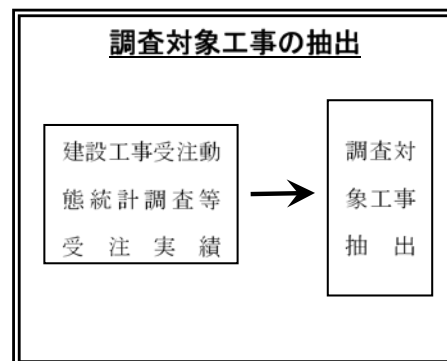 調査対象工事の抽出
建設工事受注動
態統計調査等
受注実績
調査対
象工事
抽出